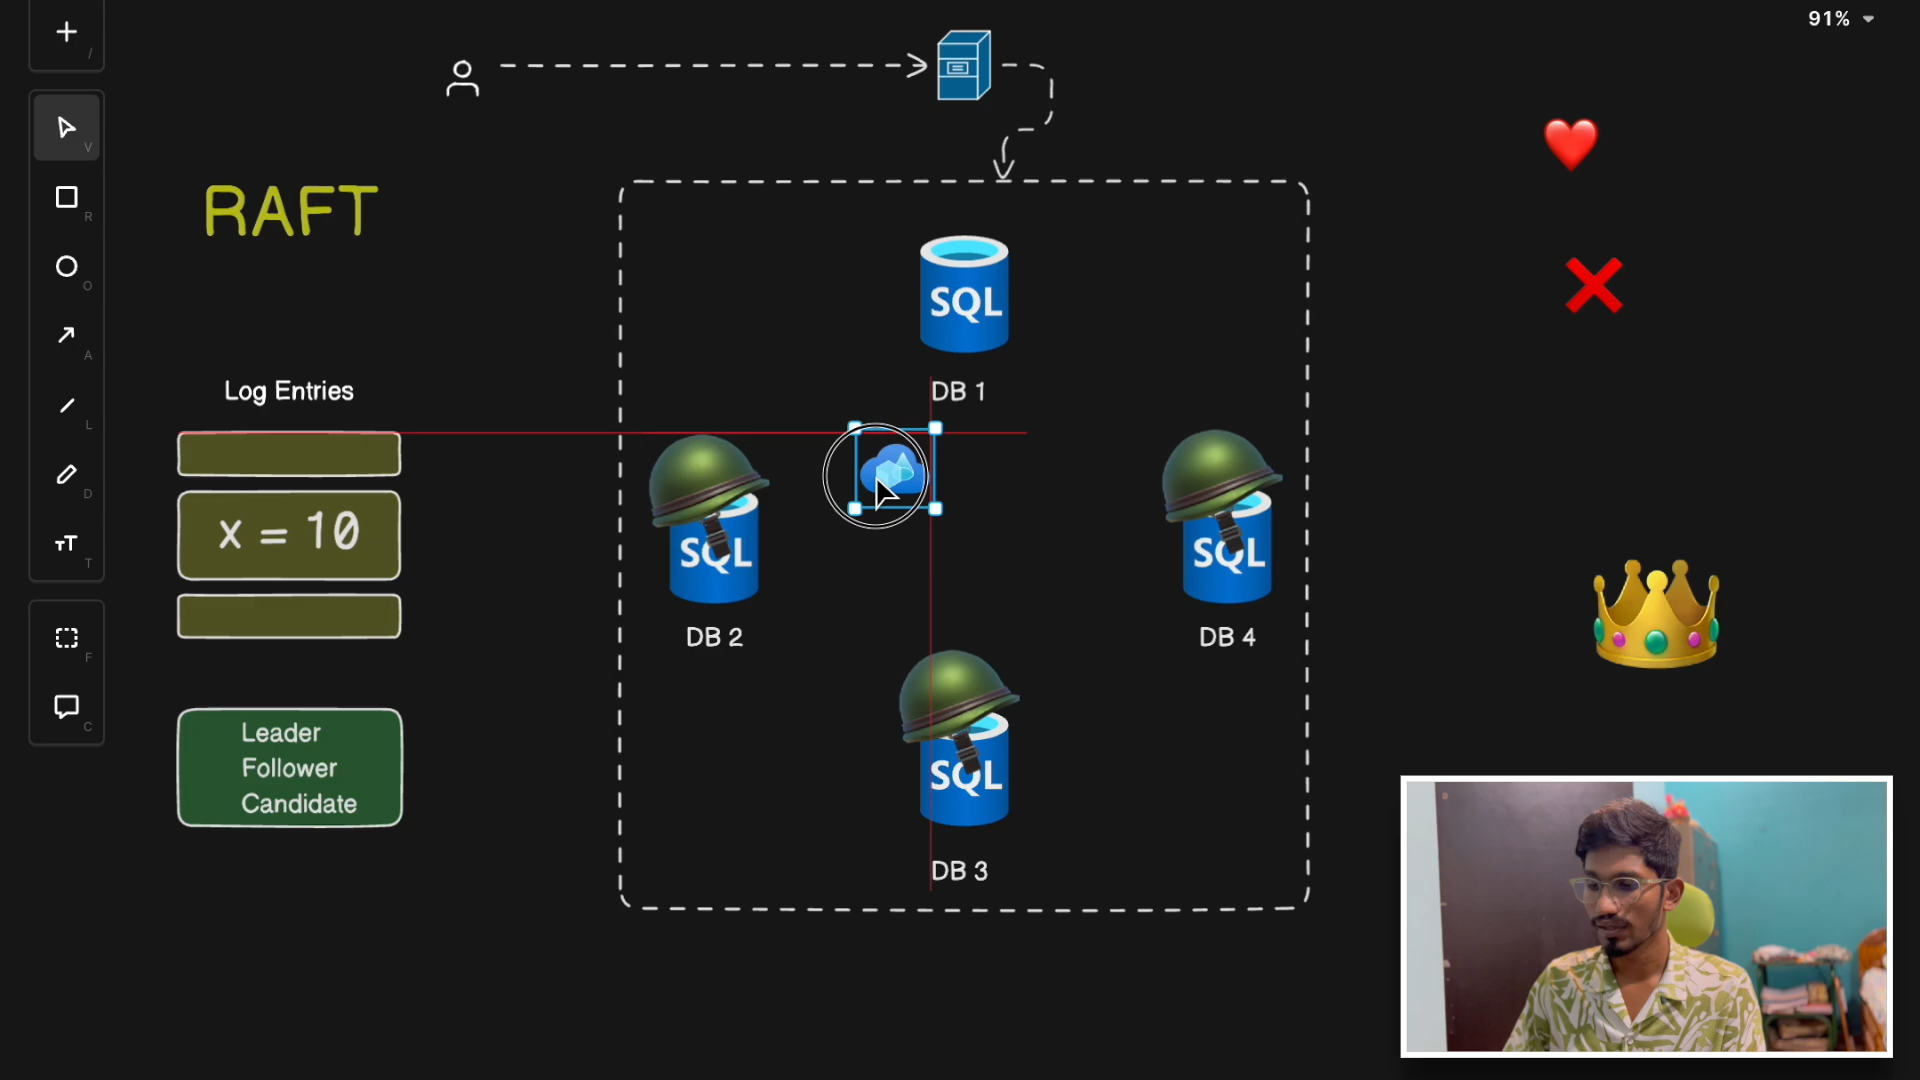 91%
/
V
R
O
A
L
D
T
F
C
RAFT
Log Entries
x = 10
Leader
Follower
Candidate
SQL
DB 1
SQL
DB 2
SQL
DB 4
SQL
DB 3